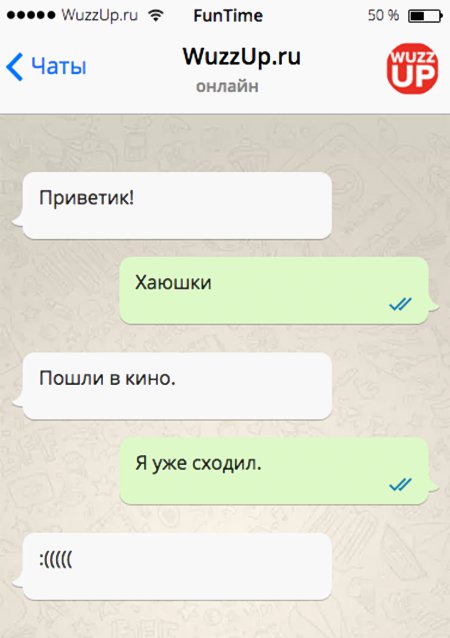 WuzzUp.ru FunTime 50 %
Чаты WuzzUp.ru WUZZ
онлайн UP
Приветик!
Хаюшки
Пошли в кино.
Я уже сходил.
:(((((